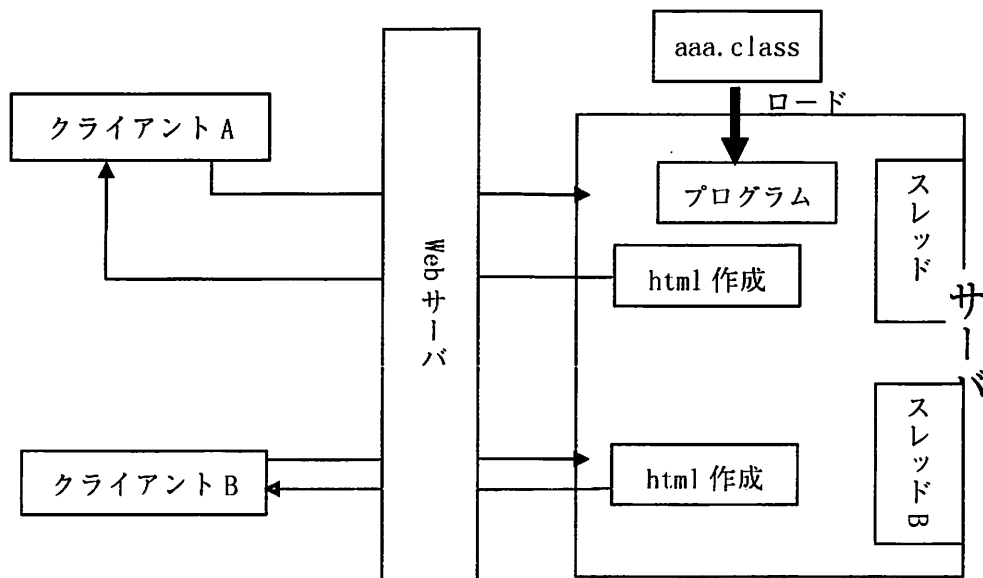 aaa.class
ロード
クライアント A
プログラム
スレッド
Webサーバ
html 作成
サーバ
クライアント B
html 作成
スレッドB